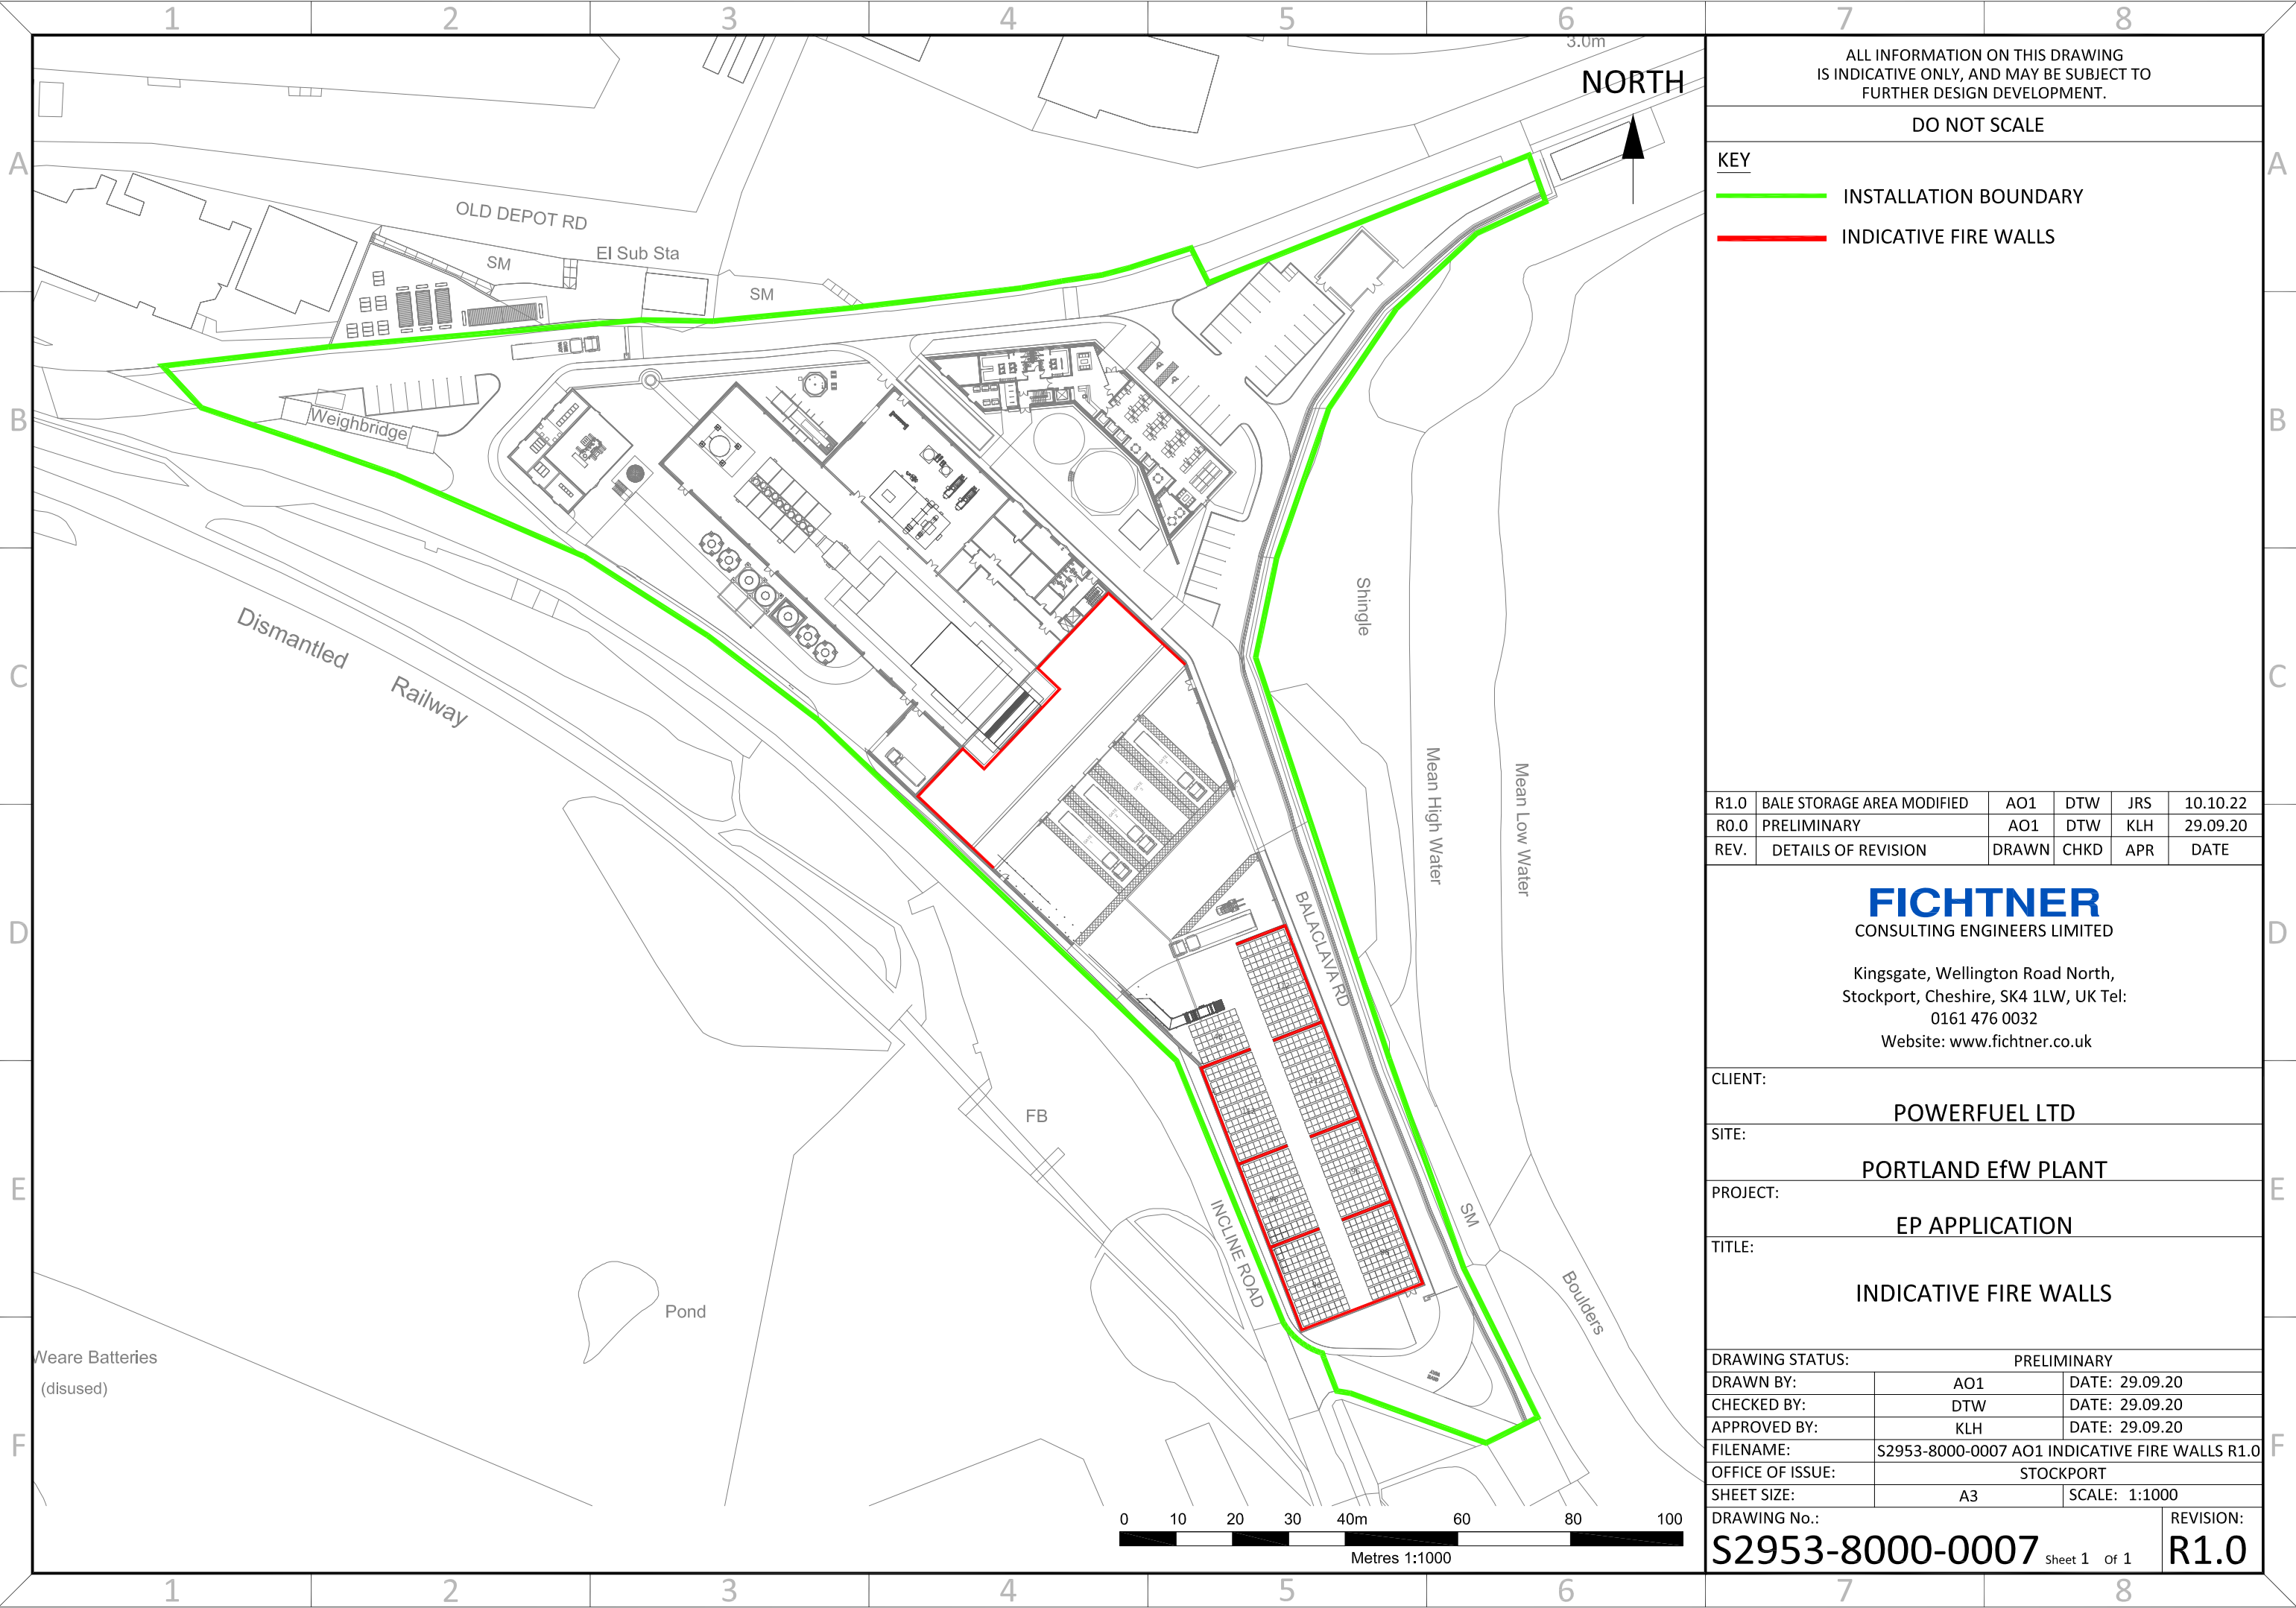 1 2 3 4 5 6 7 8
A
B
C
D
E
F
3.0m
NORTH
OLD DEPOT RD
El Sub Sta
SM
SM
Weighbridge
Dismantled
Railway
Shingle
Mean High Water
Mean Low Water
BALACLAVA RD
FB
INCLINE ROAD
SM
Boulders
Pond
Weare Batteries
(disused)
0 10 20 30 40m 60 80 100
Metres 1:1000
ALL INFORMATION ON THIS DRAWING
IS INDICATIVE ONLY, AND MAY BE SUBJECT TO
FURTHER DESIGN DEVELOPMENT.
DO NOT SCALE
KEY
INSTALLATION BOUNDARY
INDICATIVE FIRE WALLS
R1.0 BALE STORAGE AREA MODIFIED AO1 DTW JRS 10.10.22
R0.0 PRELIMINARY AO1 DTW KLH 29.09.20
REV. DETAILS OF REVISION DRAWN CHKD APR DATE
FICHTNER
CONSULTING ENGINEERS LIMITED
Kingsgate, Wellington Road North,
Stockport, Cheshire, SK4 1LW, UK Tel:
0161 476 0032
Website: www.fichtner.co.uk
CLIENT:
POWERFUEL LTD
SITE:
PORTLAND EfW PLANT
PROJECT:
EP APPLICATION
TITLE:
INDICATIVE FIRE WALLS
DRAWING STATUS: PRELIMINARY
DRAWN BY: AO1 DATE: 29.09.20
CHECKED BY: DTW DATE: 29.09.20
APPROVED BY: KLH DATE: 29.09.20
FILENAME: S2953-8000-0007 AO1 INDICATIVE FIRE WALLS R1.0
OFFICE OF ISSUE: STOCKPORT
SHEET SIZE: A3 SCALE: 1:1000
DRAWING No.: REVISION:
S2953-8000-0007 Sheet 1 Of 1 R1.0
A
B
C
D
E
F
1 2 3 4 5 6 7 8